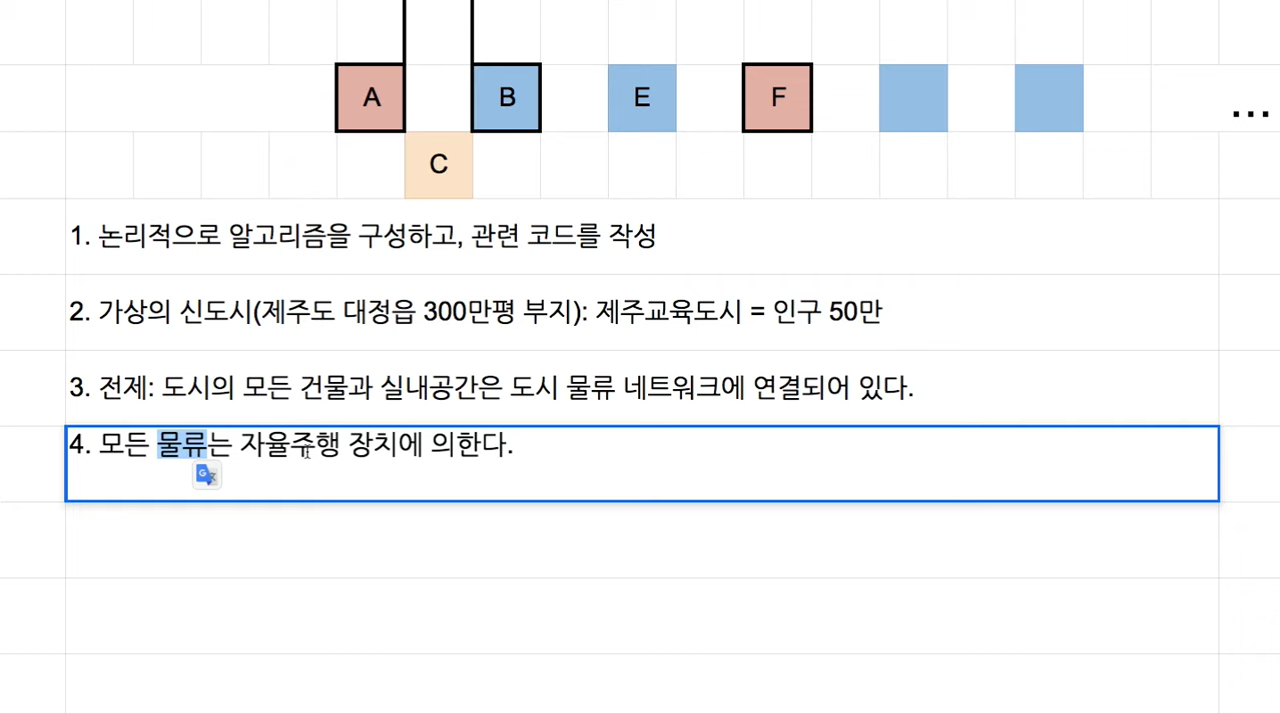 A B E F ...
C
1. 논리적으로 알고리즘을 구성하고, 관련 코드를 작성
2. 가상의 신도시(제주도 대정읍 300만평 부지): 제주교육도시 = 인구 50만
3. 전제: 도시의 모든 건물과 실내공간은 도시 물류 네트워크에 연결되어 있다.
4. 모든 물류는 자율주행 장치에 의한다.